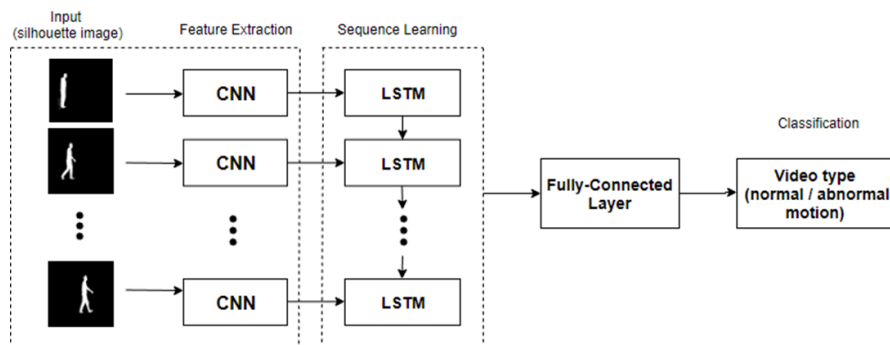 Input
(silhouette image)
Feature Extraction
Sequence Learning
CNN
LSTM
CNN
LSTM
CNN
LSTM
Fully-Connected
Layer
Classification
Video type
(normal / abnormal
motion)